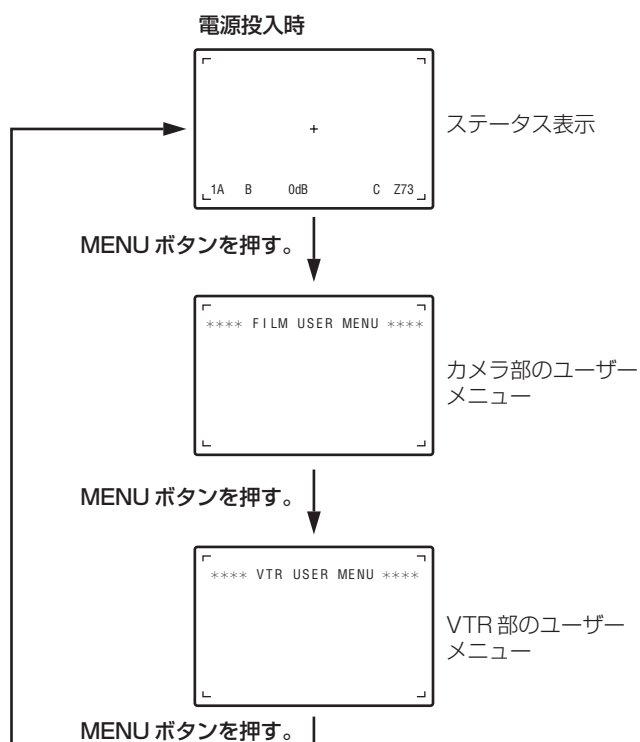 電源投入時
+
1A B 0dB C Z73
ステータス表示
MENU ボタンを押す。
**** FILM USER MENU ****
カメラ部のユーザー
メニュー
MENU ボタンを押す。
**** VTR USER MENU ****
VTR 部のユーザー
メニュー
MENU ボタンを押す。